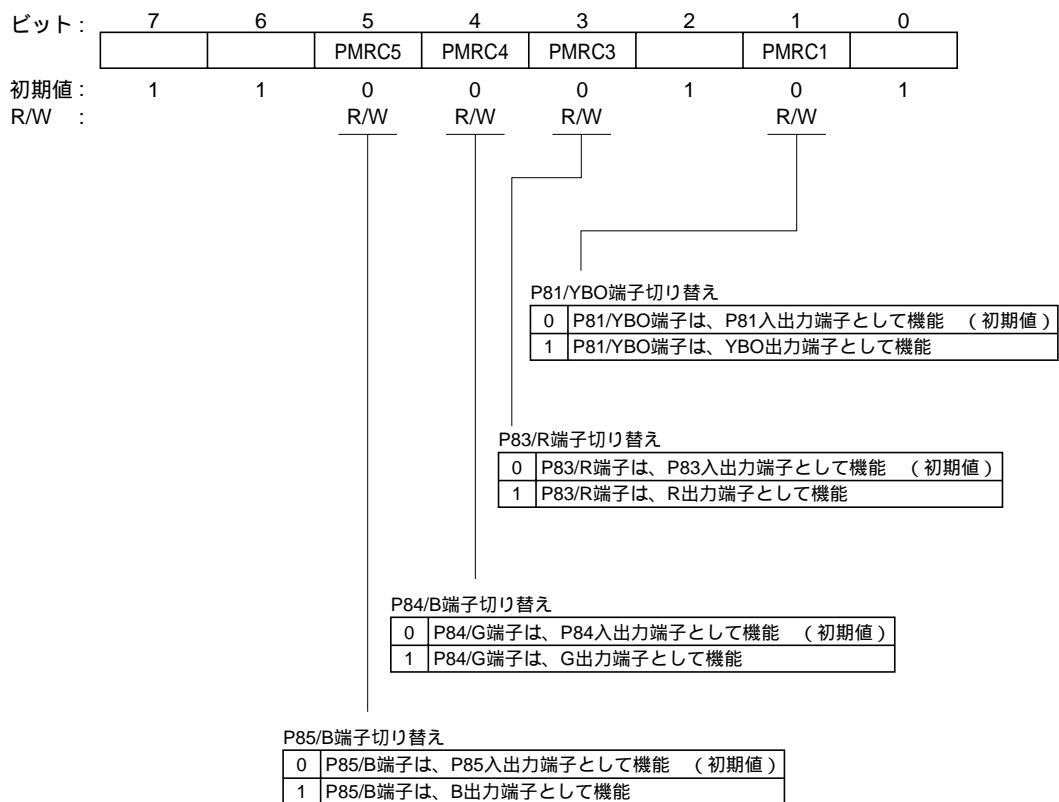 ビット : 7 6 5 4 3 2 1 0
PMRC5 PMRC4 PMRC3 PMRC1
初期値 : 1 1 0 0 0 1 0 1
R/W : R/W R/W R/W R/W
P81/YBO端子切り替え
0 P81/YBO端子は、P81入出力端子として機能 （初期値）
1 P81/YBO端子は、YBO出力端子として機能
P83/R端子切り替え
0 P83/R端子は、P83入出力端子として機能 （初期値）
1 P83/R端子は、R出力端子として機能
P84/B端子切り替え
0 P84/G端子は、P84入出力端子として機能 （初期値）
1 P84/G端子は、G出力端子として機能
P85/B端子切り替え
0 P85/B端子は、P85入出力端子として機能 （初期値）
1 P85/B端子は、B出力端子として機能